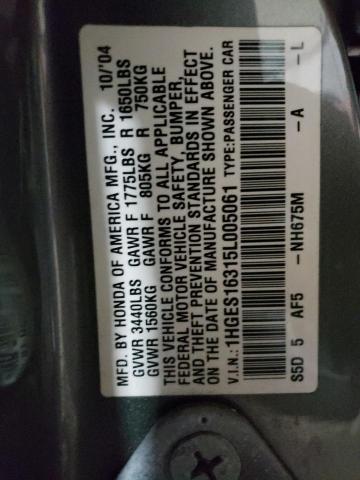 MFD. BY HONDA OF AMERICA MFG., INC. 10/'04
GVWR 3440LBS GAWR F 1775LBS R 1650LBS
GVWR 1560KG GAWR F 805KG R 750KG
THIS VEHICLE CONFORMS TO ALL APPLICABLE
FEDERAL MOTOR VEHICLE SAFETY, BUMPER,
AND THEFT PREVENTION STANDARDS IN EFFECT
ON THE DATE OF MANUFACTURE SHOWN ABOVE.
V.I.N.: 1HGES16315L005061 TYPE:PASSENGER CAR
S5D 5 AF5 –NH675M –A –L